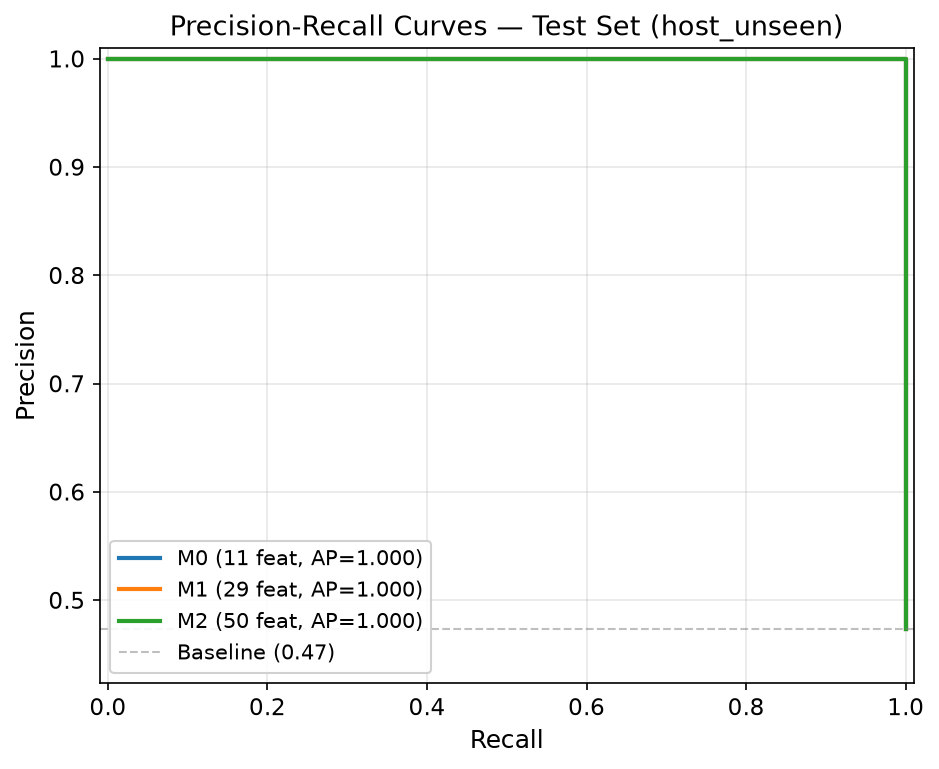 Precision-Recall Curves — Test Set (host_unseen)
1.0
0.9
0.8
0.7
0.6
0.5
Precision
M0 (11 feat, AP=1.000)
M1 (29 feat, AP=1.000)
M2 (50 feat, AP=1.000)
Baseline (0.47)
0.0 0.2 0.4 0.6 0.8 1.0
Recall